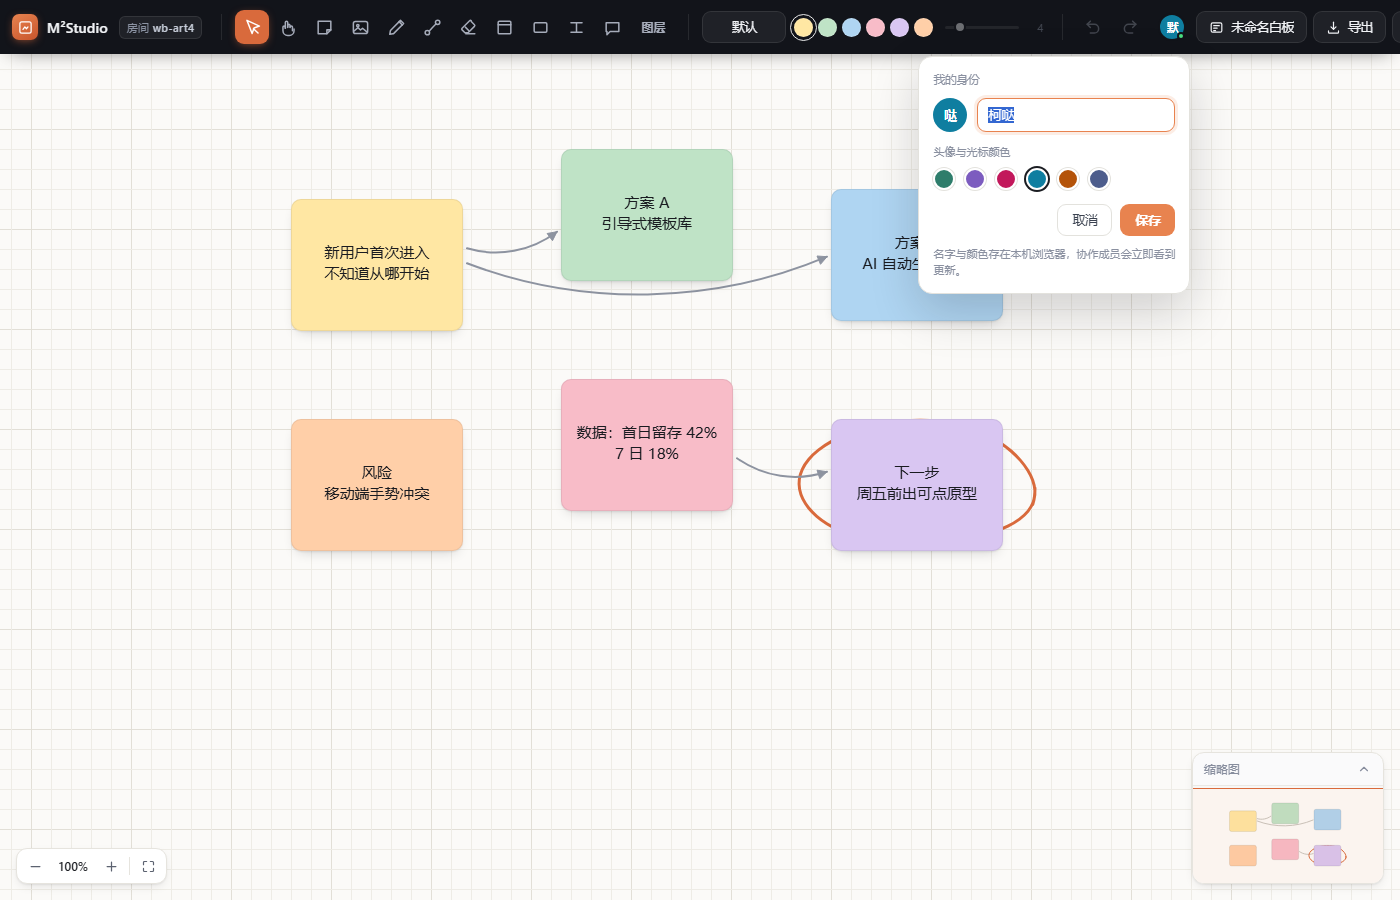 M²Studio
房间 wb-art4
图层
默认
4
默
未命名白板
导出
我的身份
哒
柯哒
头像与光标颜色
取消
保存
名字与颜色存在本机浏览器，协作成员会立即看到
更新。
新用户首次进入
不知道从哪开始
方案 A
引导式模板库
方案
AI 自动生
风险
移动端手势冲突
数据：首日留存 42%
7 日 18%
下一步
周五前出可点原型
缩略图
100%